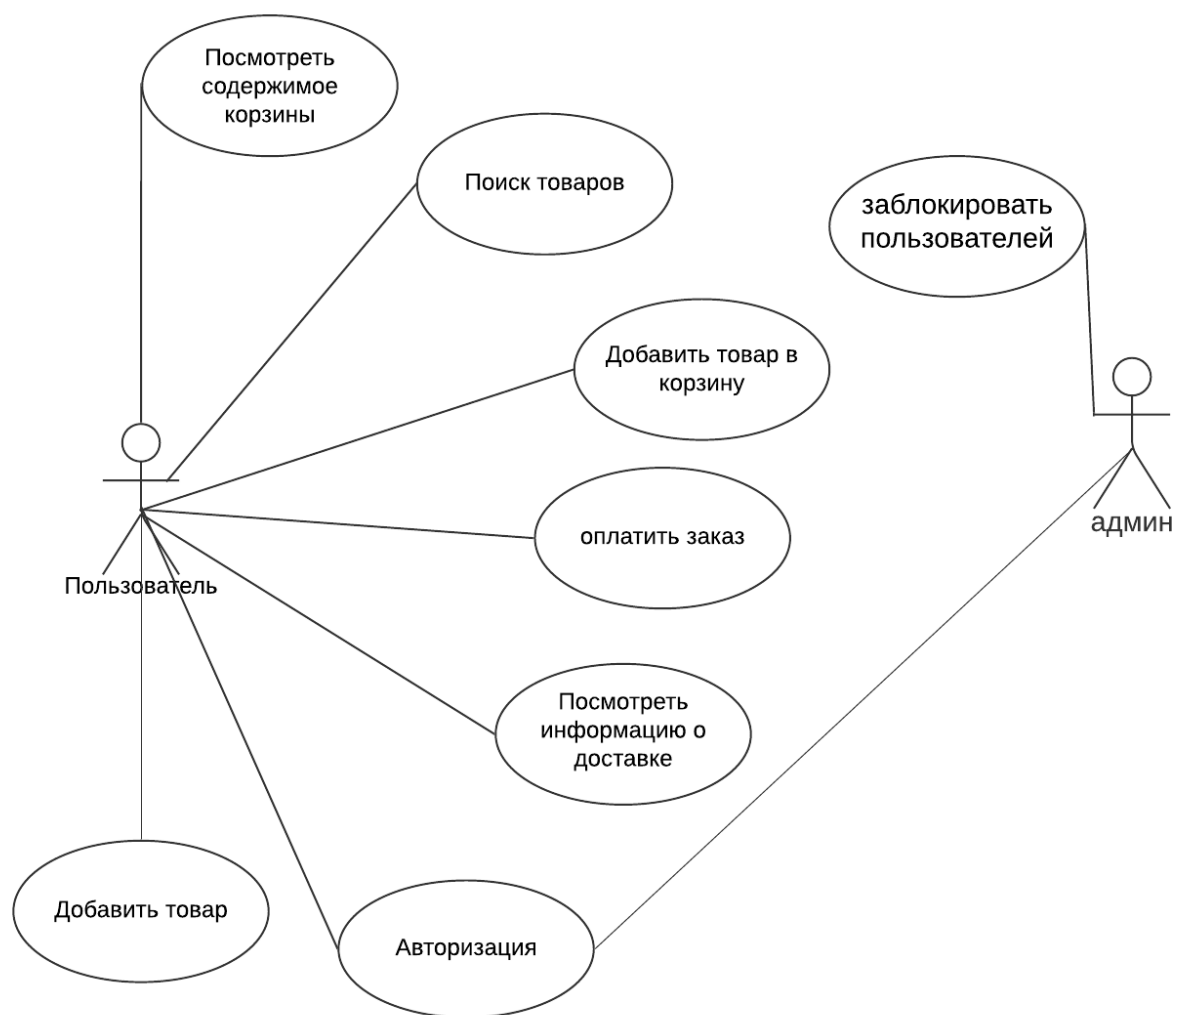 Посмотреть
содержимое
корзины
Поиск товаров
заблокировать
пользователей
Добавить товар в
корзину
оплатить заказ
админ
Пользователь
Посмотреть
информацию о
доставке
Добавить товар
Авторизация